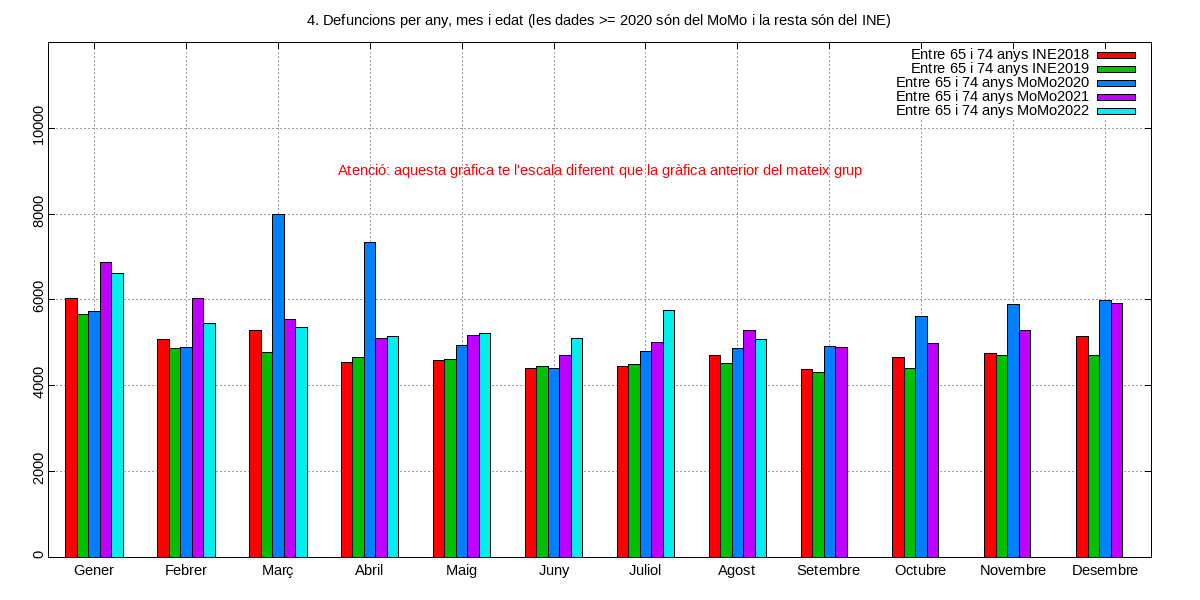 4. Defuncions per any, mes i edat (les dades >= 2020 són del MoMo i la resta són del INE)
Entre 65 i 74 anys INE2018
Entre 65 i 74 anys INE2019
Entre 65 i 74 anys MoMo2020
Entre 65 i 74 anys MoMo2021
Entre 65 i 74 anys MoMo2022
Atenció: aquesta gràfica te l'escala diferent que la gràfica anterior del mateix grup
10000
8000
6000
4000
2000
0
Gener Febrer Març Abril Maig Juny Juliol Agost Setembre Octubre Novembre Desembre